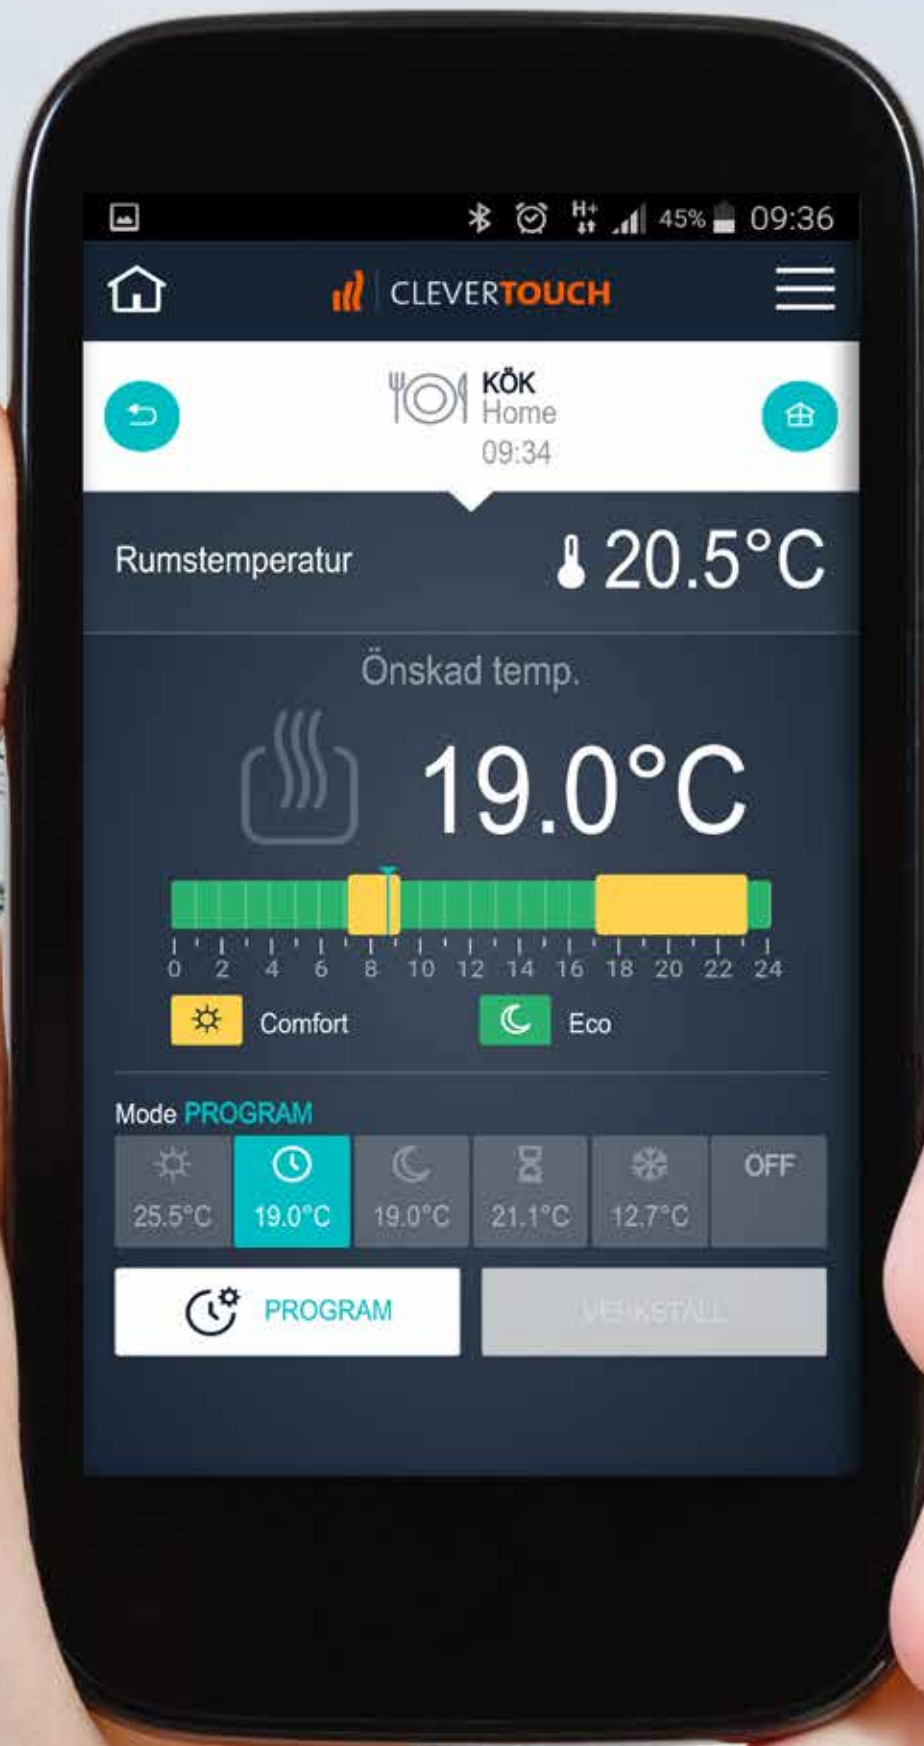 H+ 45% 09:36
CLEVERTOUCH
KÖK
Home
09:34
Rumstemperatur 20.5°C
Önskad temp.
19.0°C
0 2 4 6 8 10 12 14 16 18 20 22 24
Comfort Eco
Mode PROGRAM
OFF
25.5°C 19.0°C 19.0°C 21.1°C 12.7°C
PROGRAM VERKSTÄLL